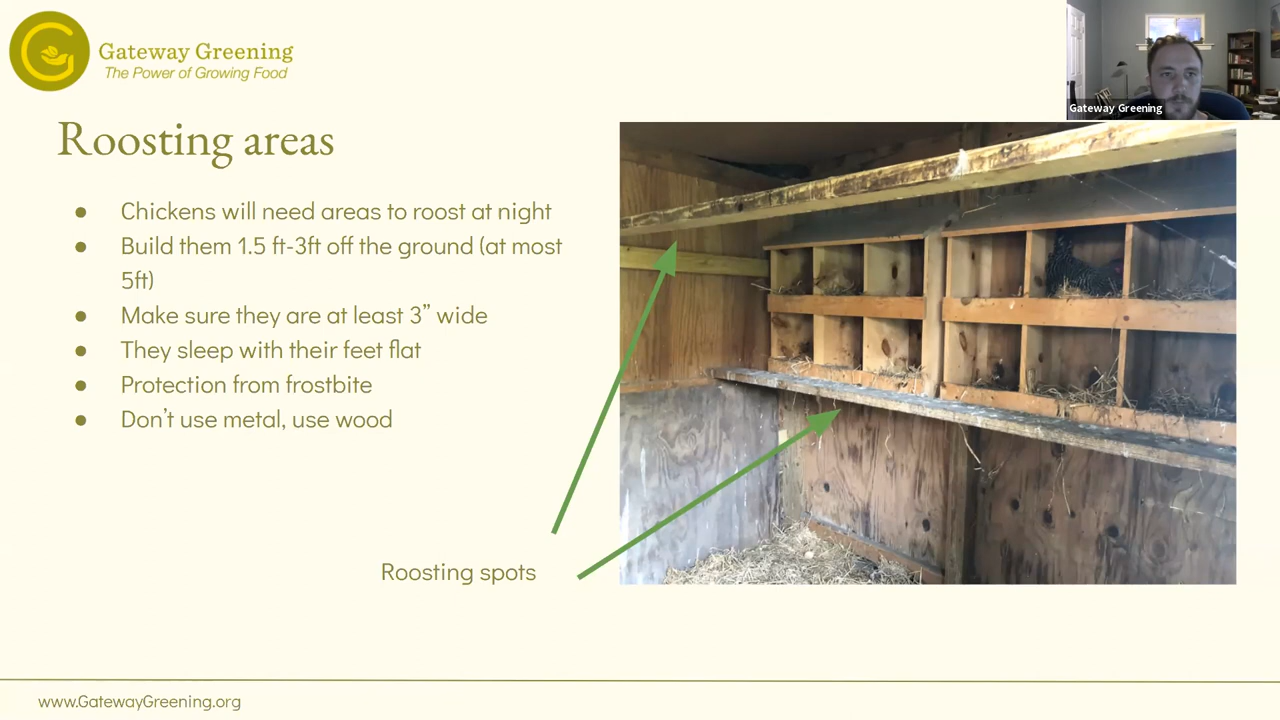 Gateway Greening
The Power of Growing Food
Gateway Greening
Roosting areas
● Chickens will need areas to roost at night
● Build them 1.5 ft-3ft off the ground (at most
5ft)
● Make sure they are at least 3” wide
● They sleep with their feet flat
● Protection from frostbite
● Don’t use metal, use wood
Roosting spots
www.GatewayGreening.org